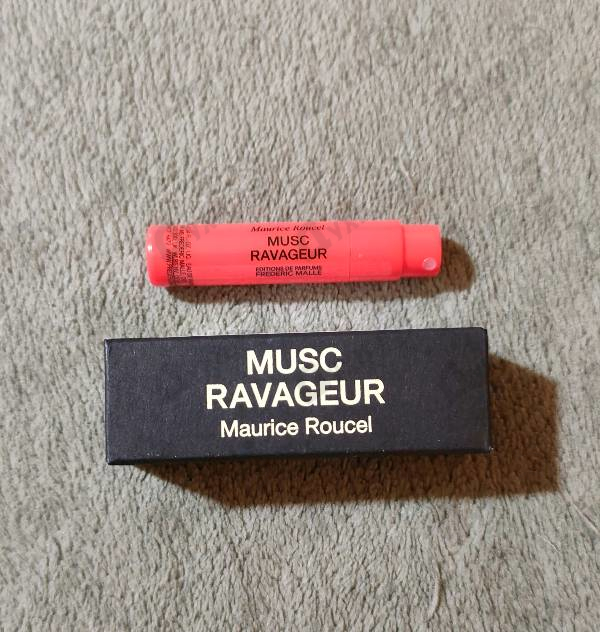 Maurice Roucel
MUSC
RAVAGEUR
EDITIONS DE PARFUMS
FREDERIC MALLE
MUSC
RAVAGEUR
Maurice Roucel